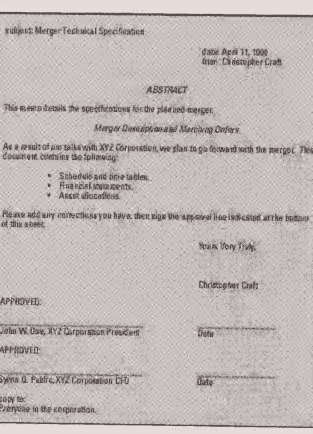 subject: Merger Technical Specification
date: April 11, 1999
from: Christopher Craft
ABSTRACT
This memo details the specifications for the planned merger.
Merger Description and Marching Orders
As a result of our talks with XYZ Corporation, we plan to go forward with the merger. This
document contains the following:
• Schedule and time tables.
• Financial statements.
• Asset allocations.
Please add any corrections you have, then sign the approval line indicated at the bottom
of this sheet.
Yours Very Truly,
Christopher Craft
APPROVED:
John W. Doe, XYZ Corporation President
Date
APPROVED:
Sylvia Q. Public, XYZ Corporation CFO
Date
copy to:
Everyone in the corporation.